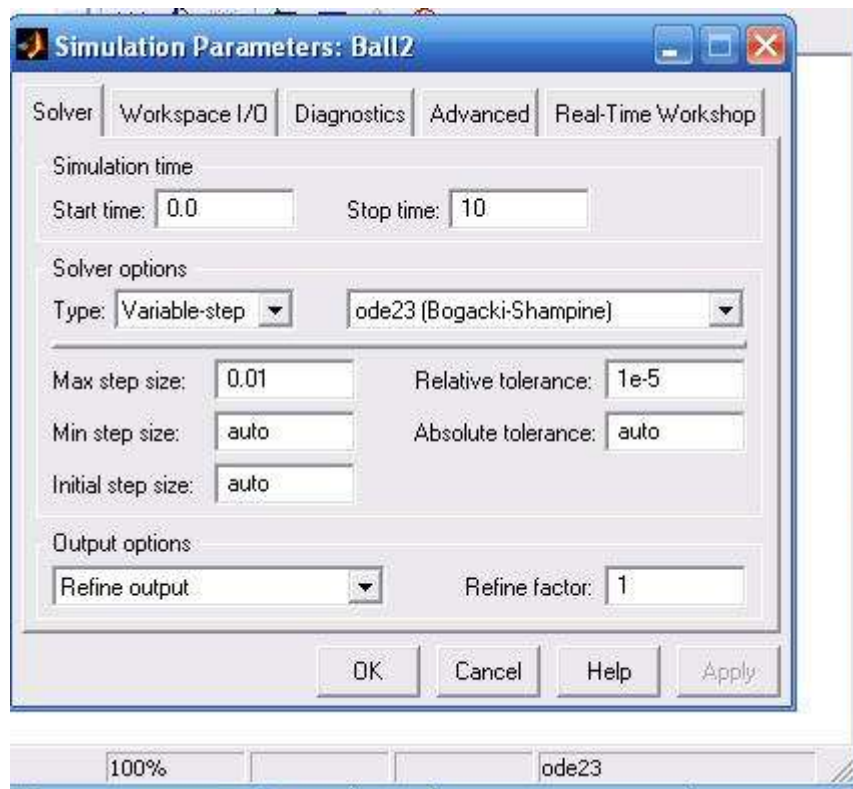 Simulation Parameters: Ball2
Solver Workspace I/O Diagnostics Advanced Real-Time Workshop
Simulation time
Start time: 0.0 Stop time: 10
Solver options
Type: Variable-step ode23 (Bogacki-Shampine)
Max step size: 0.01 Relative tolerance: 1e-5
Min step size: auto Absolute tolerance: auto
Initial step size: auto
Output options
Refine output Refine factor: 1
OK Cancel Help Apply
100% ode23